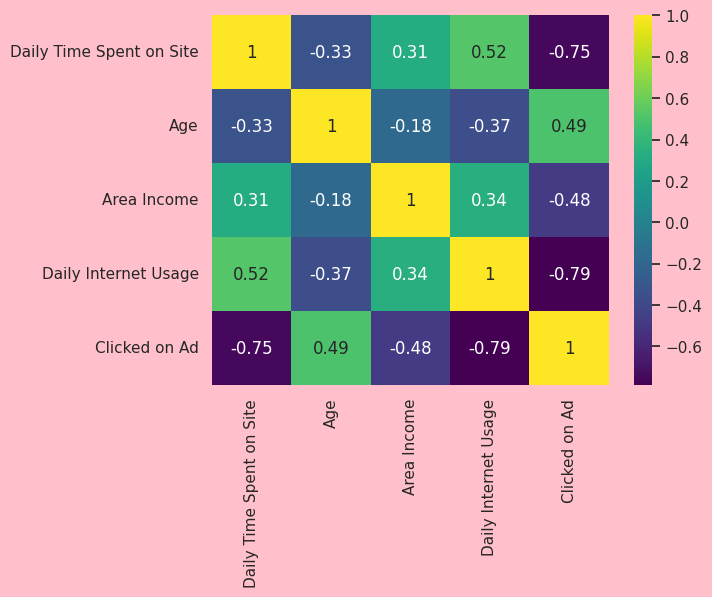 Daily Time Spent on Site 1 -0.33 0.31 0.52 -0.75
Age -0.33 1 -0.18 -0.37 0.49
Area Income 0.31 -0.18 1 0.34 -0.48
Daily Internet Usage 0.52 -0.37 0.34 1 -0.79
Clicked on Ad -0.75 0.49 -0.48 -0.79 1
Daily Time Spent on Site
Age
Area Income
Daily Internet Usage
Clicked on Ad
1.0
0.8
0.6
0.4
0.2
0.0
−0.2
−0.4
−0.6